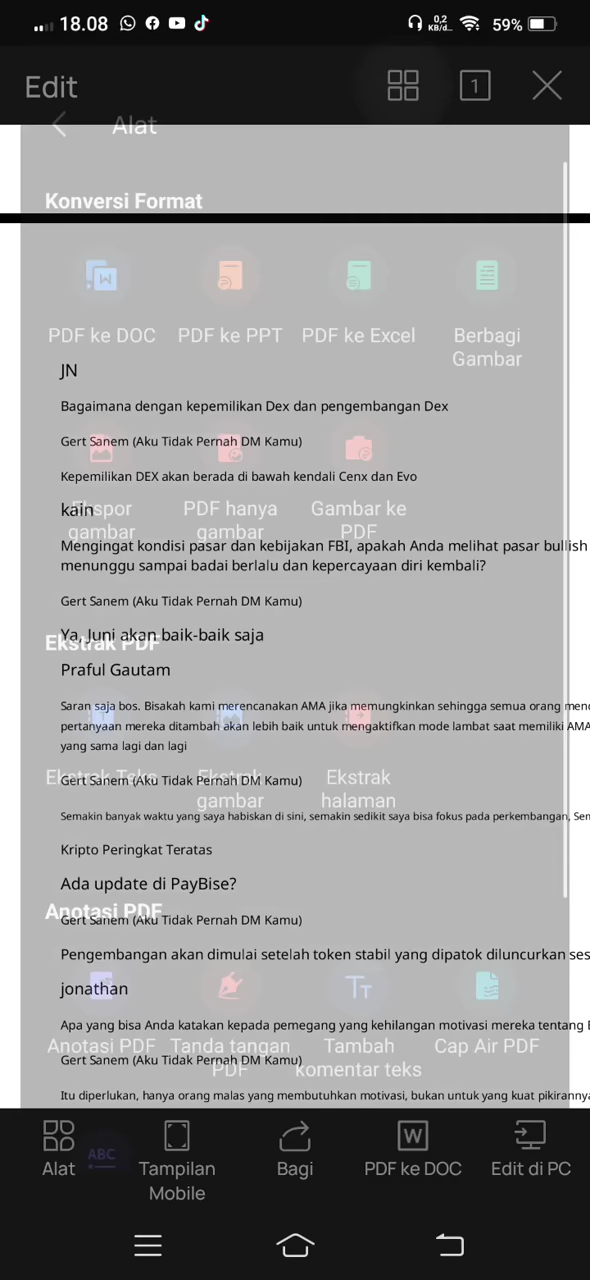 18.08
0,2
KB/d...
59%
Edit
1
Alat
Konversi Format
PDF ke DOC
PDF ke PPT
PDF ke Excel
Berbagi
Gambar
JN
Bagaimana dengan kepemilikan Dex dan pengembangan Dex
Gert Sanem (Aku Tidak Pernah DM Kamu)
Kepemilikan DEX akan berada di bawah kendali Cenx dan Evo
Ekspor
gambar
PDF hanya
gambar
Gambar ke
PDF
kain
Mengingat kondisi pasar dan kebijakan FBI, apakah Anda melihat pasar bullish
menunggu sampai badai berlalu dan kepercayaan diri kembali?
Gert Sanem (Aku Tidak Pernah DM Kamu)
Ya, Juni akan baik-baik saja
Ekstrak PDF
Praful Gautam
Saran saja bos. Bisakah kami merencanakan AMA jika memungkinkan sehingga semua orang
pertanyaan mereka ditambah akan lebih baik untuk mengaktifkan mode lambat saat memiliki AMA
yang sama lagi dan lagi
Ekstrak Teks
Ekstrak
gambar
Ekstrak
halaman
Gert Sanem (Aku Tidak Pernah DM Kamu)
Semakin banyak waktu yang saya habiskan di sini, semakin sedikit saya bisa fokus pada perkembangan,
Kripto Peringkat Teratas
Ada update di PayBise?
Anotasi PDF
Gert Sanem (Aku Tidak Pernah DM Kamu)
Pengembangan akan dimulai setelah token stabil yang dipatok diluncurkan
jonathan
Apa yang bisa Anda katakan kepada pemegang yang kehilangan motivasi mereka tentang
Anotasi PDF
Tanda tangan
PDF
Tambah
komentar teks
Cap Air PDF
Gert Sanem (Aku Tidak Pernah DM Kamu)
Itu diperlukan, hanya orang malas yang membutuhkan motivasi, bukan untuk yang kuat
ABC
Alat
Tampilan
Mobile
Bagi
W
PDF ke DOC
Edit di PC